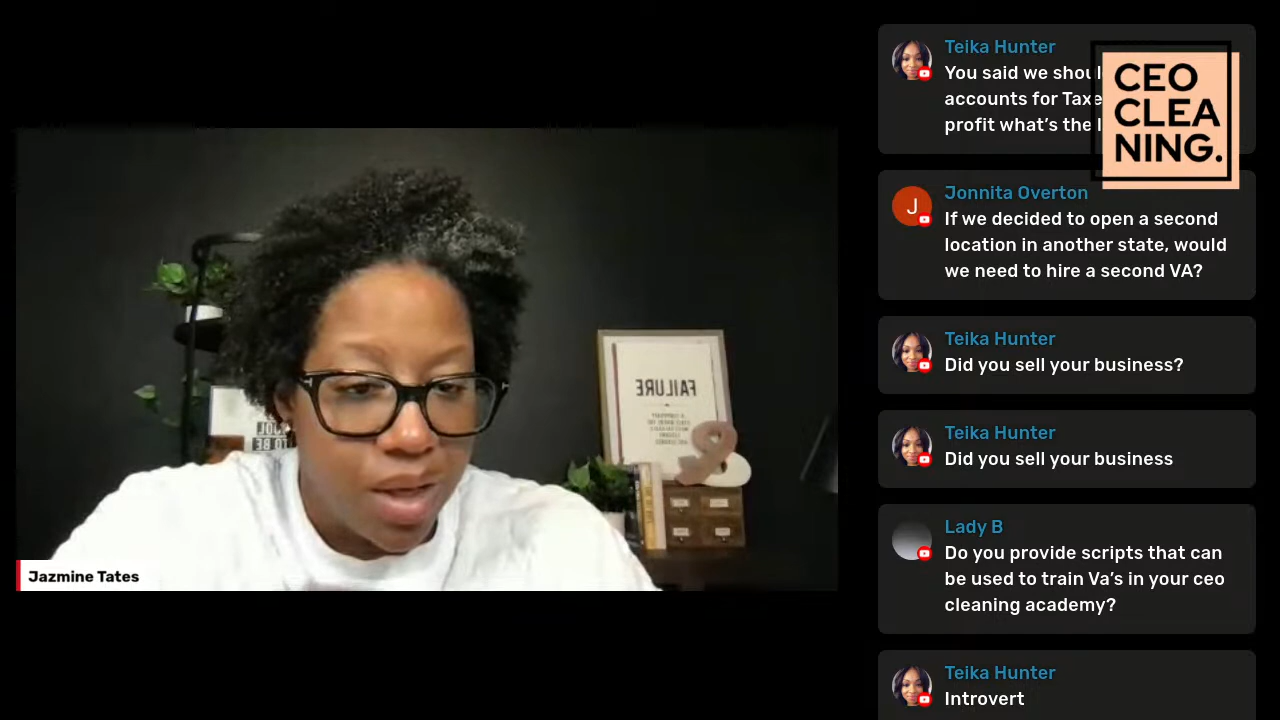 Teika Hunter
You said we
accounts for
profit what's the
CEO
CLEA
NING.
J
Jonnita Overton
If we decided to open a second
location in another state, would
we need to hire a second VA?
Teika Hunter
Did you sell your business?
Teika Hunter
Did you sell your business
Lady B
Do you provide scripts that can
be used to train Va's in your ceo
cleaning academy?
Teika Hunter
Introvert
FAILURE
TO BE
Jazmine Tates